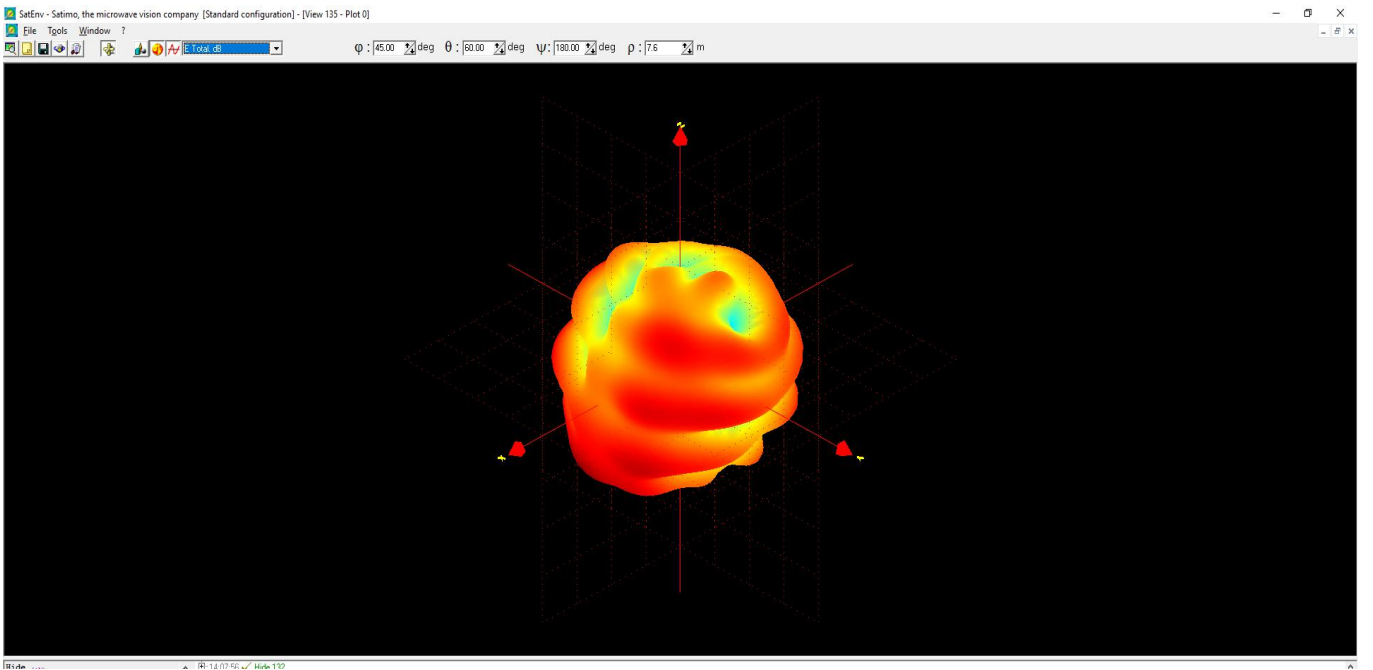 SatEnv - Satimo, the microwave vision company [Standard configuration] - [View 135 - Plot 0]
File Tools Window ?
E Total dB φ : 45.00 deg θ : 60.00 deg ψ: 180.00 deg ρ : 7.6 m
Hide 14:07:56 ✓ Hide 132